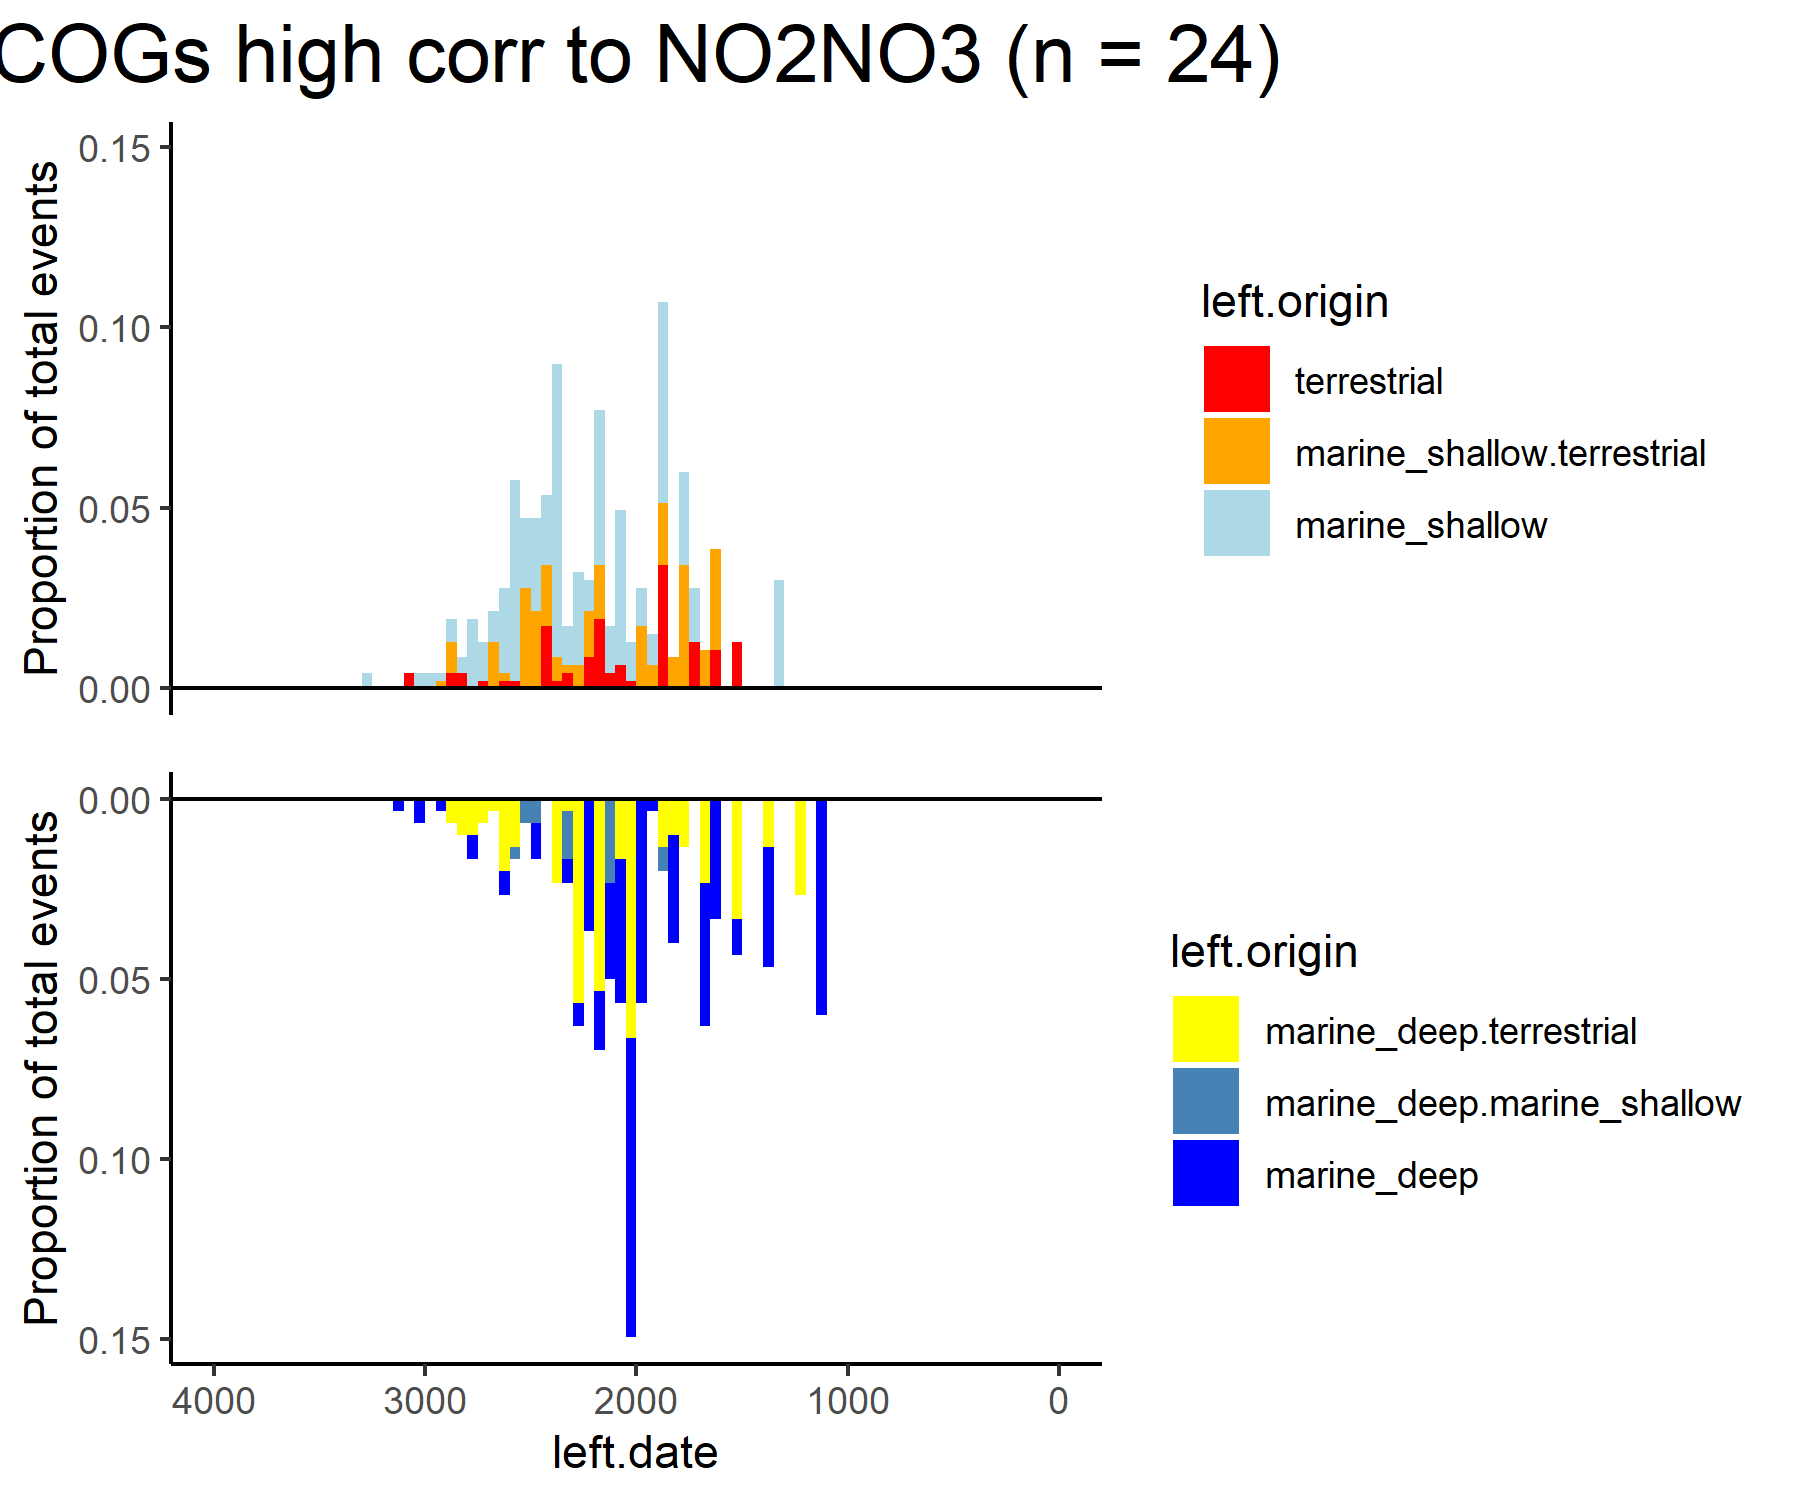 COGs high corr to NO2NO3 (n = 24)
Proportion of total events
0.15
0.10
0.05
0.00
left.origin
terrestrial
marine_shallow.terrestrial
marine_shallow
Proportion of total events
0.00
0.05
0.10
0.15
4000 3000 2000 1000 0
left.date
left.origin
marine_deep.terrestrial
marine_deep.marine_shallow
marine_deep